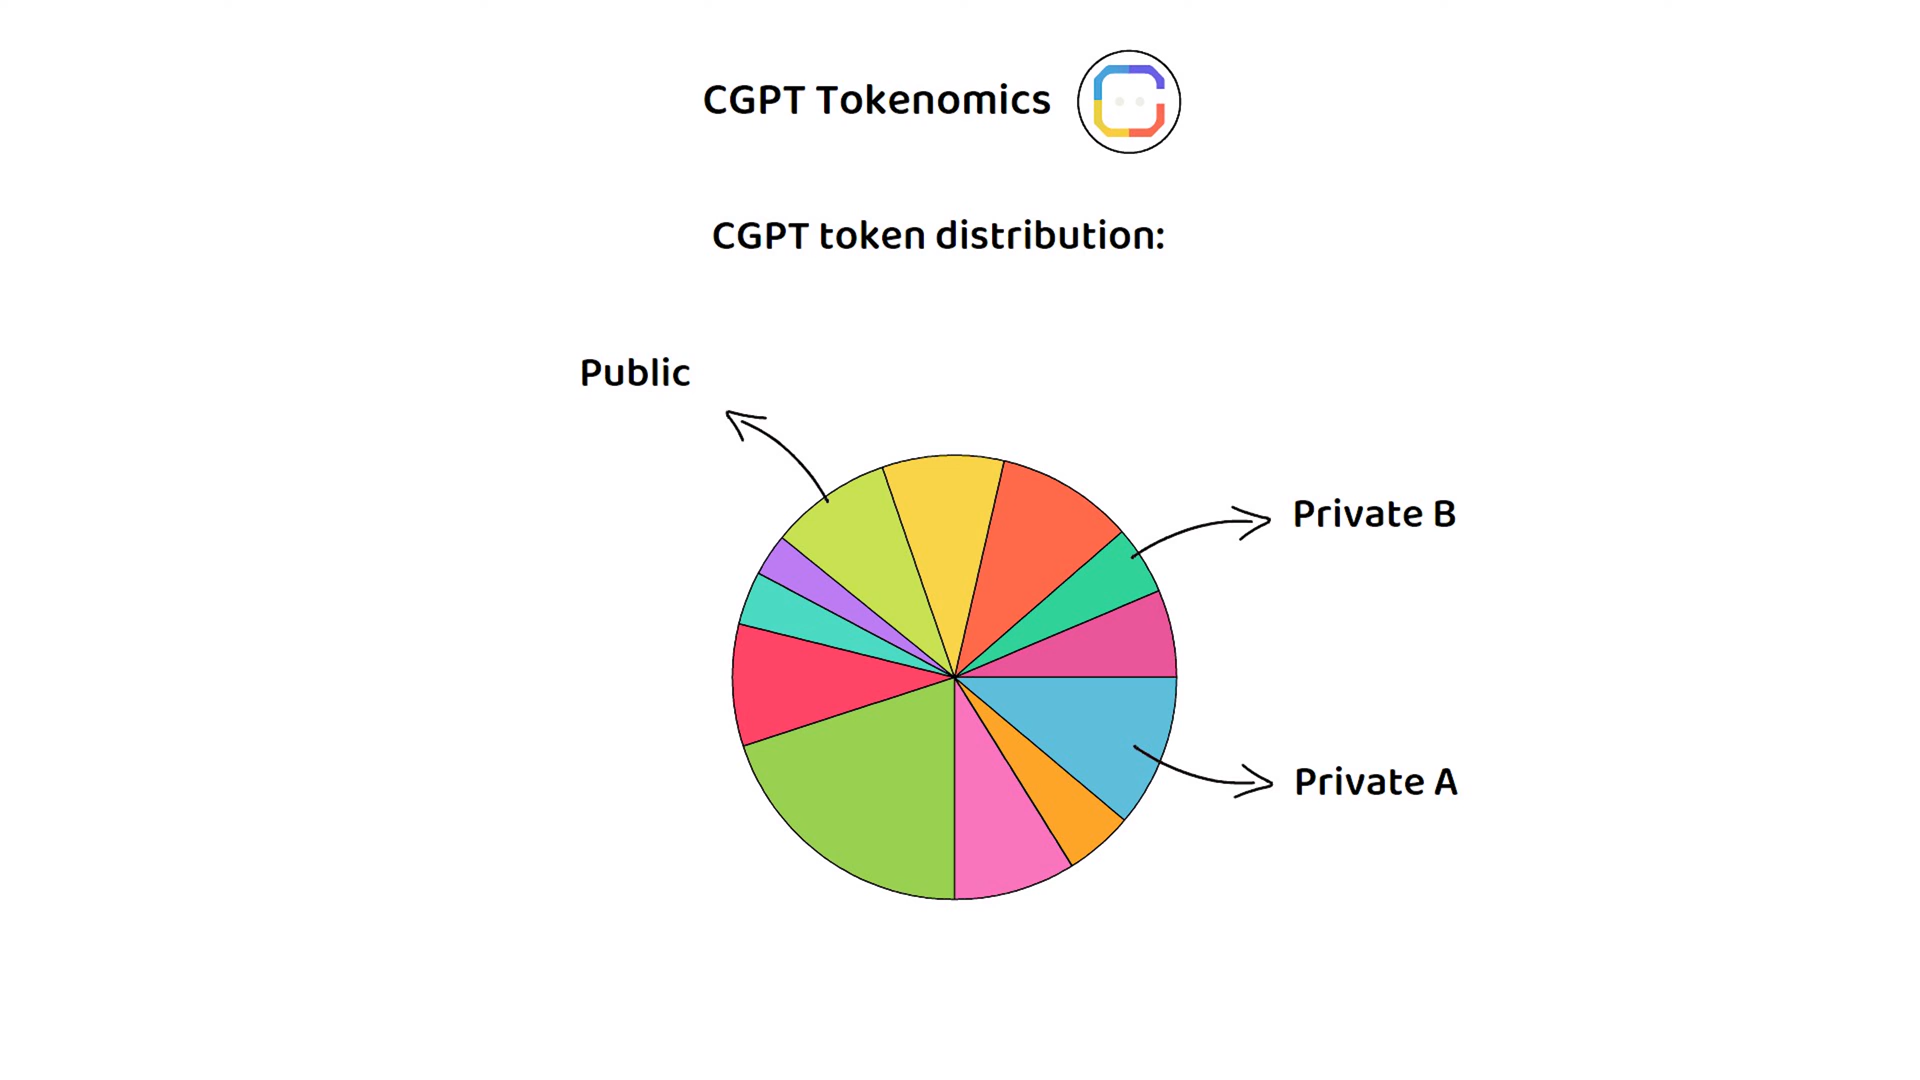 CGPT Tokenomics
CGPT token distribution:
Public
Private B
Private A